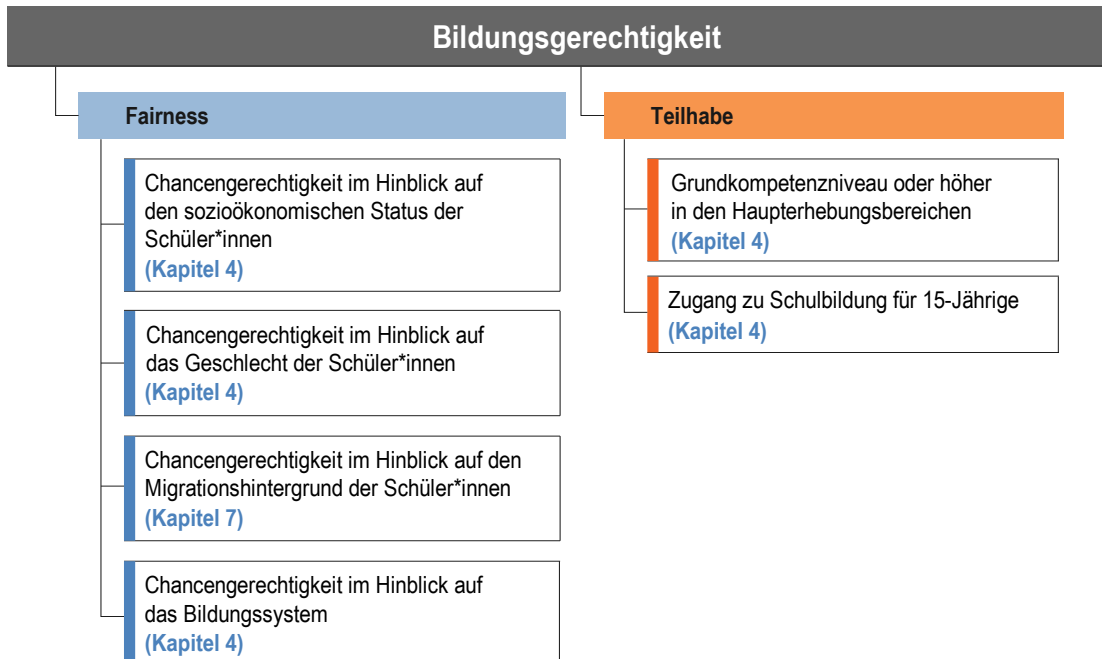 Bildungsgerechtigkeit
Fairness
Chancengerechtigkeit im Hinblick auf
den sozioökonomischen Status der
Schüler*innen
(Kapitel 4)
Chancengerechtigkeit im Hinblick auf
das Geschlecht der Schüler*innen
(Kapitel 4)
Chancengerechtigkeit im Hinblick auf den
Migrationshintergrund der Schüler*innen
(Kapitel 7)
Chancengerechtigkeit im Hinblick auf
das Bildungssystem
(Kapitel 4)
Teilhabe
Grundkompetenzniveau oder höher
in den Haupterhebungsbereichen
(Kapitel 4)
Zugang zu Schulbildung für 15-Jährige
(Kapitel 4)